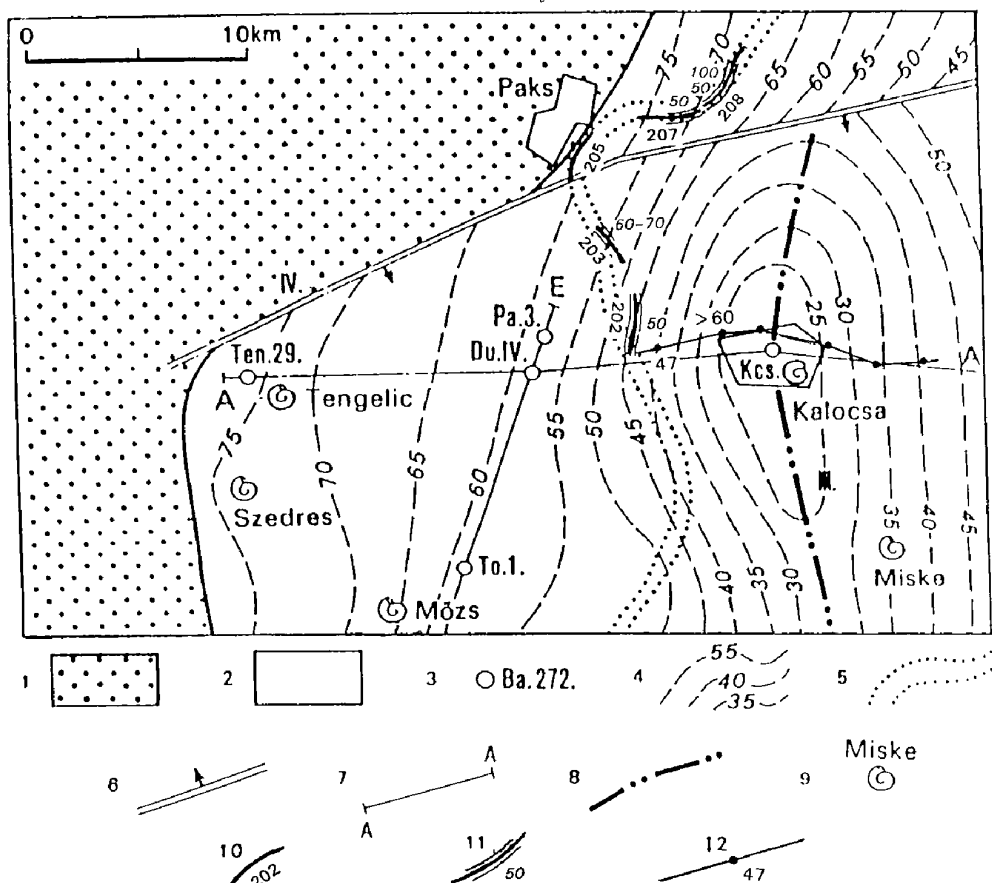 0 10km
75 70 65 60 55 50 45
Paks
100
50
50
208
207
205
50
60-70
203
IV.
E
Pa.3.
202
50
>60
25
30
Ten.29.
Du.IV.
47
A
A
Kcs.
Tengelic
Kalocsa
75
70
65
60
55
50
45
III.
Szedres
35 40 45
To.1.
40 35 30
Miske
Mözs
1
2
3 Ba.272.
4 55 40 35
5
6
7 A A
8
9 Miske
10 202
11 50
12 47